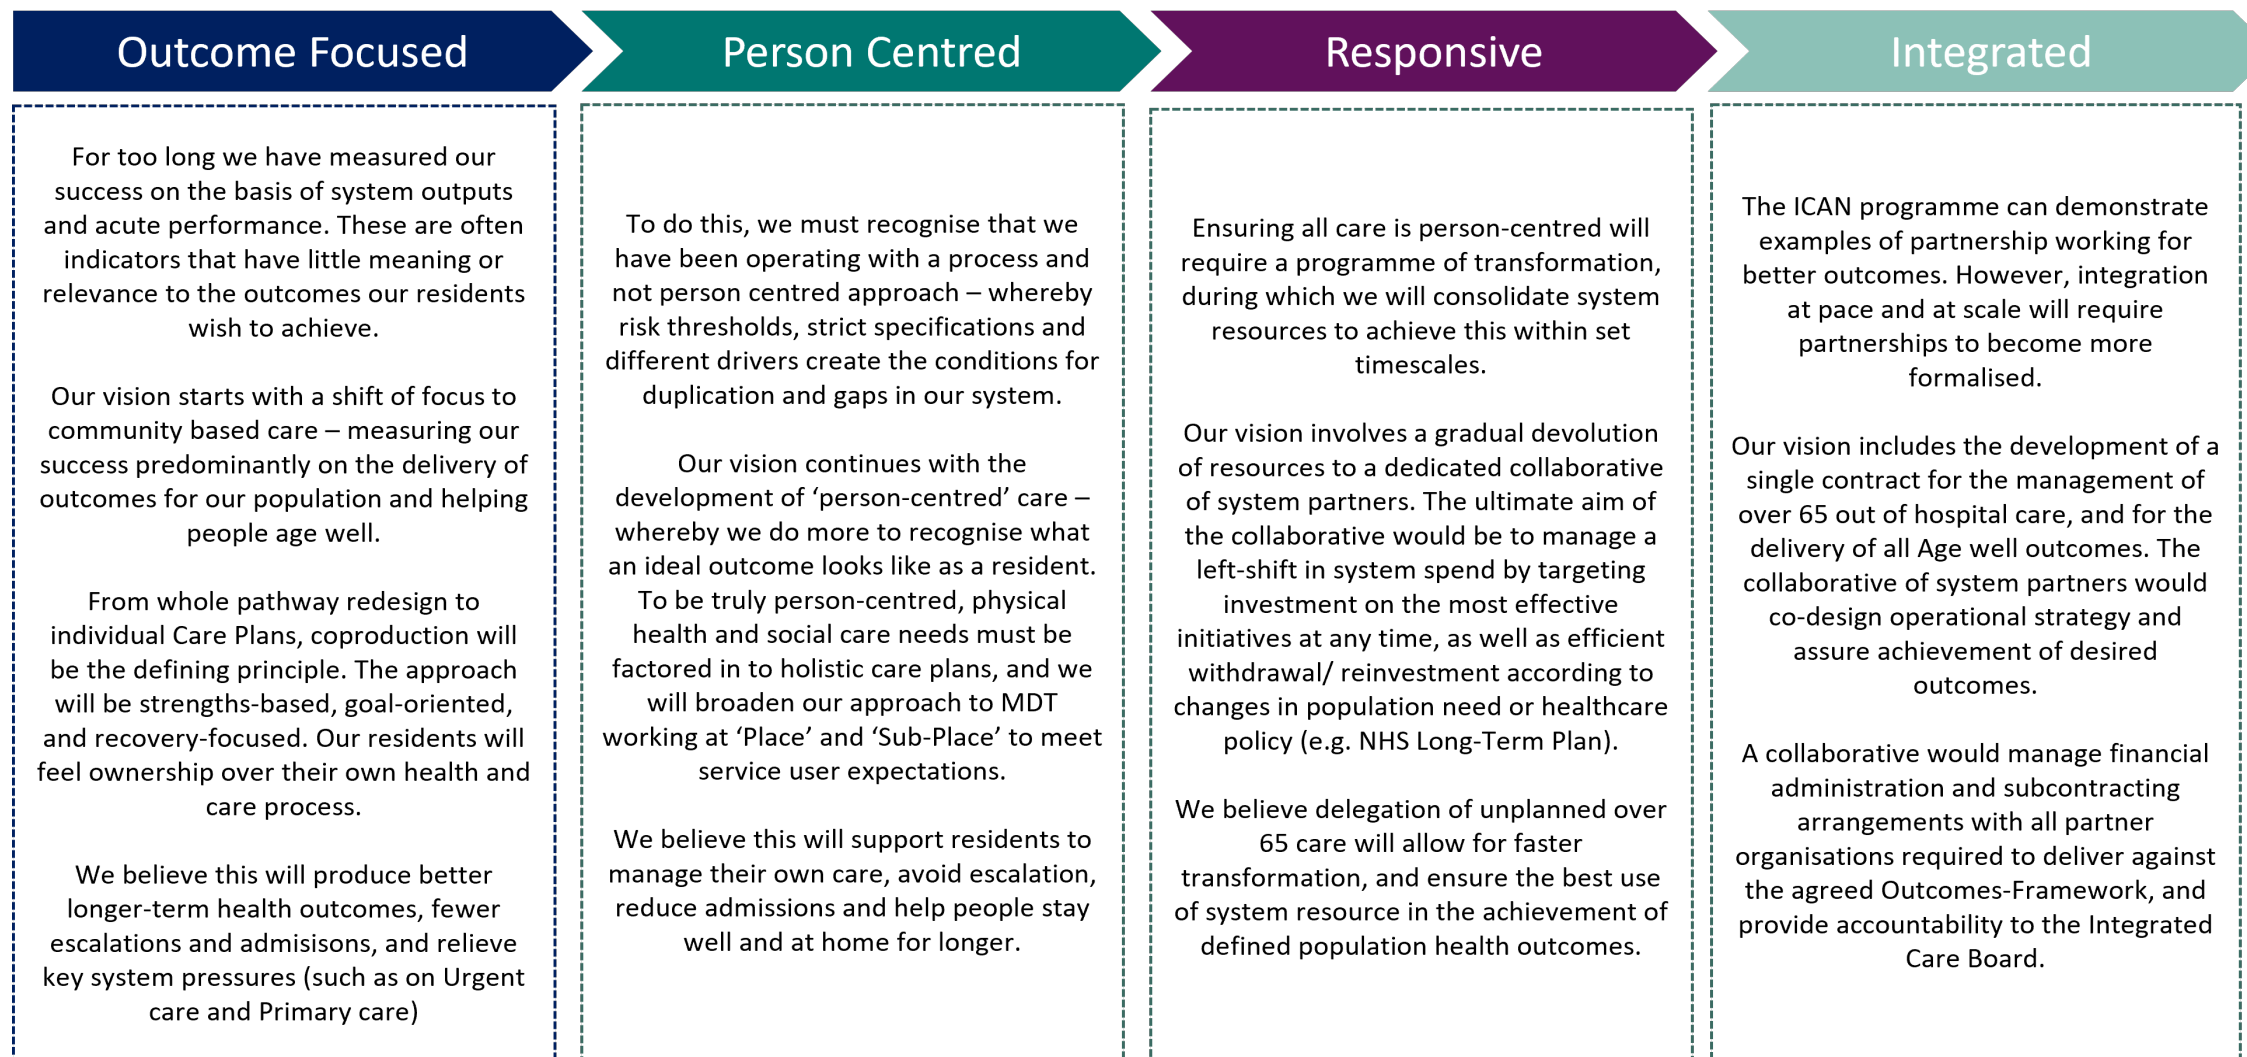 Outcome Focused
For too long we have measured our
success on the basis of system outputs
and acute performance. These are often
indicators that have little meaning or
relevance to the outcomes our residents
wish to achieve.
Our vision starts with a shift of focus to
community based care – measuring our
success predominantly on the delivery of
outcomes for our population and helping
people age well.
From whole pathway redesign to
individual Care Plans, coproduction will
be the defining principle. The approach
will be strengths-based, goal-oriented,
and recovery-focused. Our residents will
feel ownership over their own health and
care process.
We believe this will produce better
longer-term health outcomes, fewer
escalations and admisisons, and relieve
key system pressures (such as on Urgent
care and Primary care)
Person Centred
To do this, we must recognise that we
have been operating with a process and
not person centred approach – whereby
risk thresholds, strict specifications and
different drivers create the conditions for
duplication and gaps in our system.
Our vision continues with the
development of ‘person-centred’ care –
whereby we do more to recognise what
an ideal outcome looks like as a resident.
To be truly person-centred, physical
health and social care needs must be
factored in to holistic care plans, and we
will broaden our approach to MDT
working at ‘Place’ and ‘Sub-Place’ to meet
service user expectations.
We believe this will support residents to
manage their own care, avoid escalation,
reduce admissions and help people stay
well and at home for longer.
Responsive
Ensuring all care is person-centred will
require a programme of transformation,
during which we will consolidate system
resources to achieve this within set
timescales.
Our vision involves a gradual devolution
of resources to a dedicated collaborative
of system partners. The ultimate aim of
the collaborative would be to manage a
left-shift in system spend by targeting
investment on the most effective
initiatives at any time, as well as efficient
withdrawal/ reinvestment according to
changes in population need or healthcare
policy (e.g. NHS Long-Term Plan).
We believe delegation of unplanned over
65 care will allow for faster
transformation, and ensure the best use
of system resource in the achievement of
defined population health outcomes.
Integrated
The ICAN programme can demonstrate
examples of partnership working for
better outcomes. However, integration
at pace and at scale will require
partnerships to become more
formalised.
Our vision includes the development of a
single contract for the management of
over 65 out of hospital care, and for the
delivery of all Age well outcomes. The
collaborative of system partners would
co-design operational strategy and
assure achievement of desired
outcomes.
A collaborative would manage financial
administration and subcontracting
arrangements with all partner
organisations required to deliver against
the agreed Outcomes-Framework, and
provide accountability to the Integrated
Care Board.